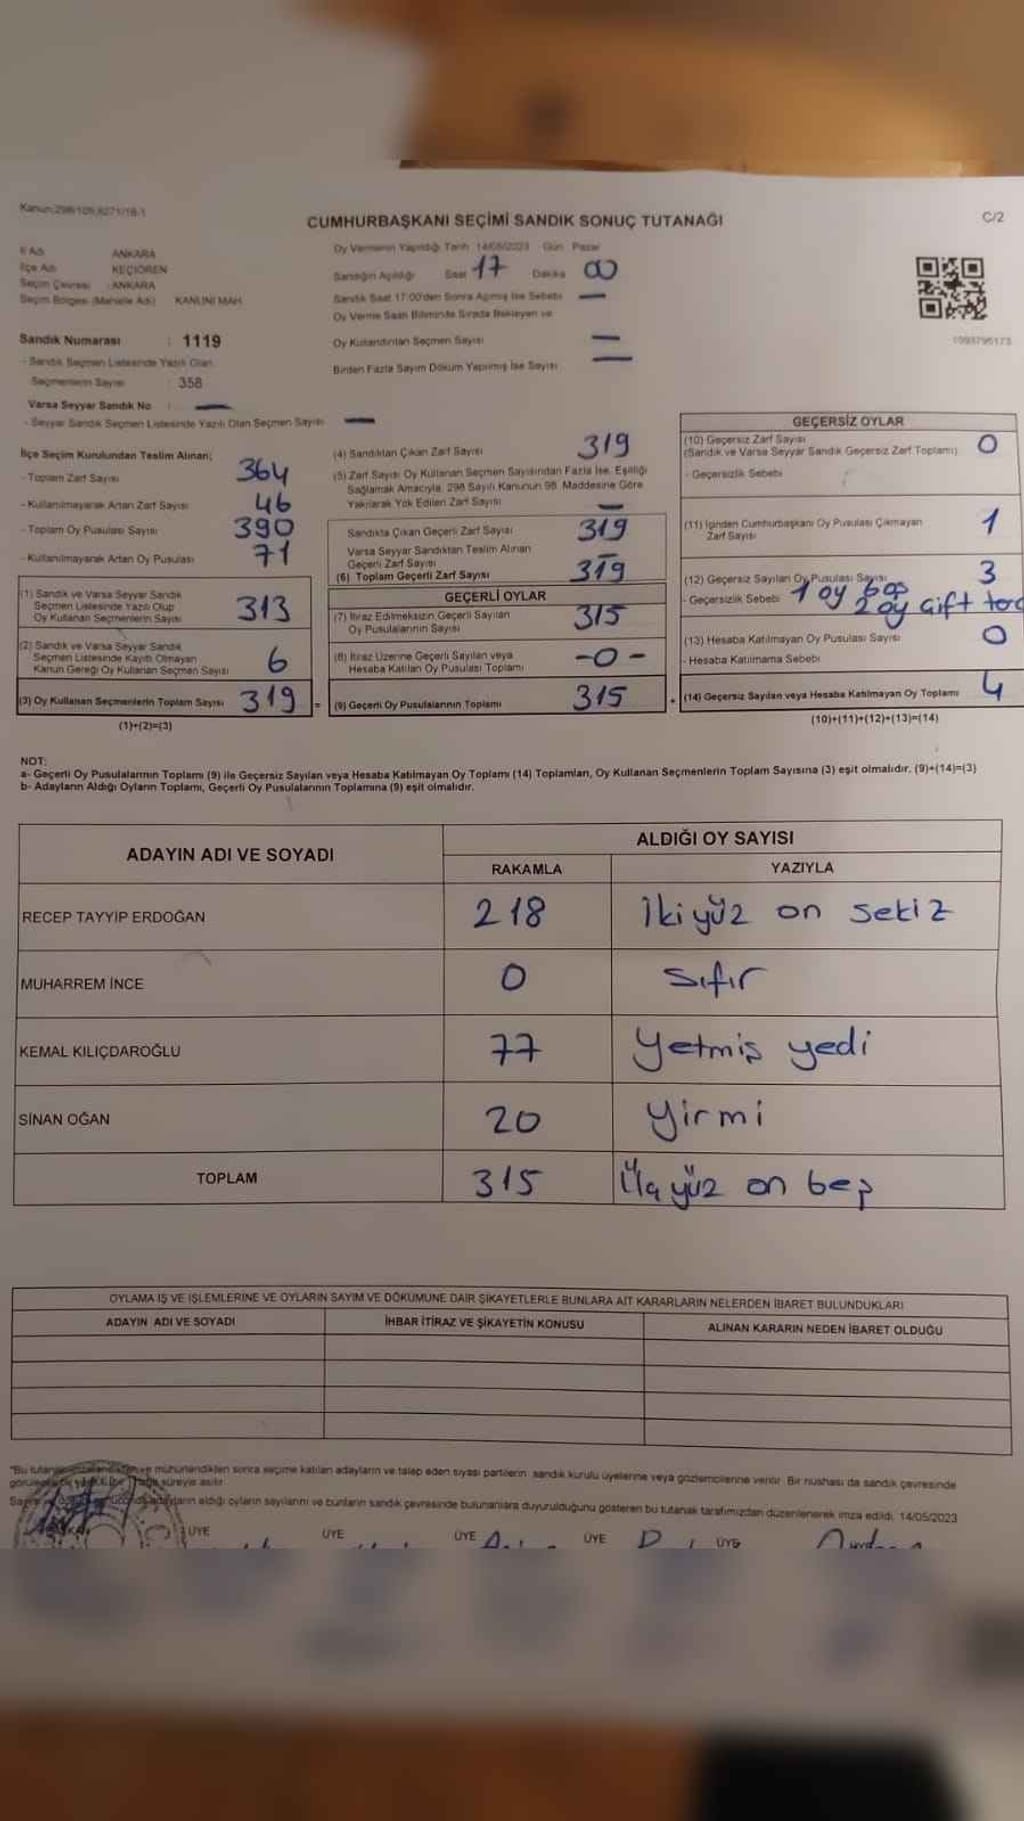 Kanun:298/105,6271/18-1
CUMHURBAŞKANI SEÇİMİ SANDIK SONUÇ TUTANAĞI
C/2
İl Adı ANKARA
İlçe Adı KEÇİÖREN
Seçim Çevresi : ANKARA
Seçim Bölgesi (Mahalle Adı) KANUNİ MAH.
Sandık Numarası : 1119
- Sandık Seçmen Listesinde Yazılı Olan
Seçmenlerin Sayısı : 358
Varsa Seyyar Sandık No : —
- Seyyar Sandık Seçmen Listesinde Yazılı Olan Seçmen Sayısı —
Oy Vermenin Yapıldığı Tarih 14/05/2023 Gün Pazar
Sandığın Açıldığı Saat 17 Dakika 00
Sandık Saat 17:00'den Sonra Açılmış İse Sebebi —
Oy Verme Saati Bitiminde Sırada Bekleyen ve
Oy Kullandırılan Seçmen Sayısı —
Birden Fazla Sayım Döküm Yapılmış İse Sayısı —
1093796173
İlçe Seçim Kurulundan Teslim Alınan;
- Toplam Zarf Sayısı 364
- Kullanılmayarak Artan Zarf Sayısı 46
- Toplam Oy Pusulası Sayısı 390
- Kullanılmayarak Artan Oy Pusulası 71
(1) Sandık ve Varsa Seyyar Sandık
Seçmen Listesinde Yazılı Olup
Oy Kullanan Seçmenlerin Sayısı 313
(2) Sandık ve Varsa Seyyar Sandık
Seçmen Listesinde Kayıtlı Olmayan
Kanun Gereği Oy Kullanan Seçmen Sayısı 6
(3) Oy Kullanan Seçmenlerin Toplam Sayısı 319 =
(1)+(2)=(3)
(4) Sandıktan Çıkan Zarf Sayısı 319
(5) Zarf Sayısı Oy Kullanan Seçmen Sayısından Fazla İse, Eşitliği
Sağlamak Amacıyla, 298 Sayılı Kanunun 98. Maddesine Göre
Yakılarak Yok Edilen Zarf Sayısı —
Sandıkta Çıkan Geçerli Zarf Sayısı 319
Varsa Seyyar Sandıktan Teslim Alınan
Geçerli Zarf Sayısı —
(6) Toplam Geçerli Zarf Sayısı 319
GEÇERLİ OYLAR
(7) İtiraz Edilmeksizin Geçerli Sayılan
Oy Pusulalarının Sayısı 315
(8) İtiraz Üzerine Geçerli Sayılan veya
Hesaba Katılan Oy Pusulası Toplamı -0-
(9) Geçerli Oy Pusulalarının Toplamı 315 +
GEÇERSİZ OYLAR
(10) Geçersiz Zarf Sayısı 0
(Sandık ve Varsa Seyyar Sandık Geçersiz Zarf Toplamı)
- Geçersizlik Sebebi
(11) İçinden Cumhurbaşkanı Oy Pusulası Çıkmayan
Zarf Sayısı 1
(12) Geçersiz Sayılan Oy Pusulası Sayısı 3
- Geçersizlik Sebebi 1 oy boş
2 oy çift
(13) Hesaba Katılmayan Oy Pusulası Sayısı 0
- Hesaba Katılmama Sebebi
(14) Geçersiz Sayılan veya Hesaba Katılmayan Oy Toplamı 4
(10)+(11)+(12)+(13)=(14)
NOT:
a- Geçerli Oy Pusulalarının Toplamı (9) ile Geçersiz Sayılan veya Hesaba Katılmayan Oy Toplamı (14) Toplamları, Oy Kullanan Seçmenlerin Toplam Sayısına (3) eşit olmalıdır. (9)+(14)=(3)
b- Adayların Aldığı Oyların Toplamı, Geçerli Oy Pusulalarının Toplamına (9) eşit olmalıdır.
ADAYIN ADI VE SOYADI
ALDIĞI OY SAYISI
RAKAMLA YAZIYLA
RECEP TAYYİP ERDOĞAN 218 İkiyüz on sekiz
MUHARREM İNCE 0 Sıfır
KEMAL KILIÇDAROĞLU 77 Yetmiş yedi
SİNAN OĞAN 20 Yirmi
TOPLAM 315 Üçyüz on beş
OYLAMA İŞ VE İŞLEMLERİNE VE OYLARIN SAYIM VE DÖKÜMÜNE DAİR ŞİKAYETLERLE BUNLARA AİT KARARLARIN NELERDEN İBARET BULUNDUKLARI
ADAYIN ADI VE SOYADI İHBAR İTİRAZ VE ŞİKAYETİN KONUSU ALINAN KARARIN NEDEN İBARET OLDUĞU
"Bu mühürlendikten sonra seçime katılan adayların ve talep eden siyasi partilerin sandık kurulu üyelerine veya gözlemcilerine verilir. Bir nüshası da sandık çevresinde
süreyle asılır.
adayların aldığı oyların sayılarını ve bunların sandık çevresinde bulunanlara duyurulduğunu gösteren bu tutanak tarafımızdan düzenlenerek imza edildi. 14/05/2023
ÜYE ÜYE ÜYE ÜYE ÜYE